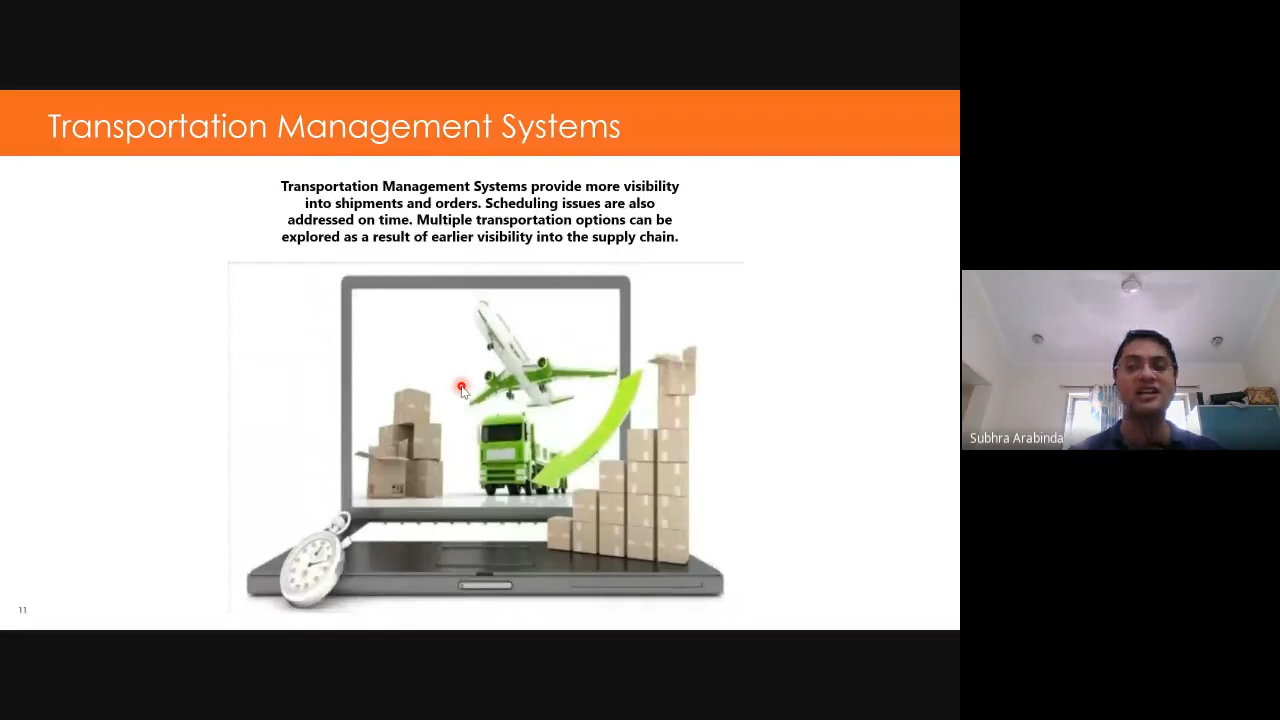 Transportation Management Systems
Transportation Management Systems provide more visibility
into shipments and orders. Scheduling issues are also
addressed on time. Multiple transportation options can be
explored as a result of earlier visibility into the supply chain.
Subhra Arabinda
11